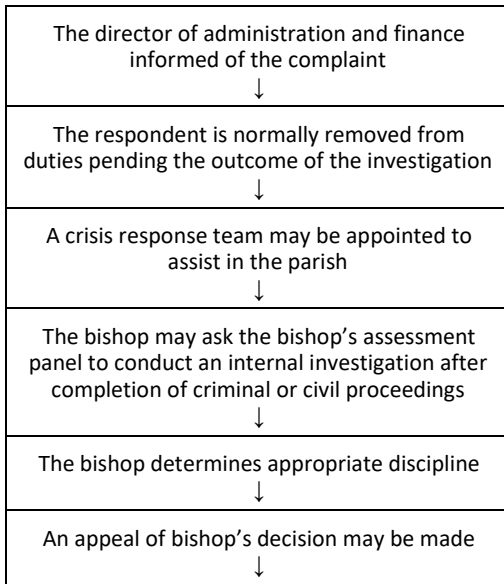 The director of administration and finance
informed of the complaint
↓
The respondent is normally removed from
duties pending the outcome of the investigation
↓
A crisis response team may be appointed to
assist in the parish
↓
The bishop may ask the bishop’s assessment
panel to conduct an internal investigation after
completion of criminal or civil proceedings
↓
The bishop determines appropriate discipline
↓
An appeal of bishop’s decision may be made
↓